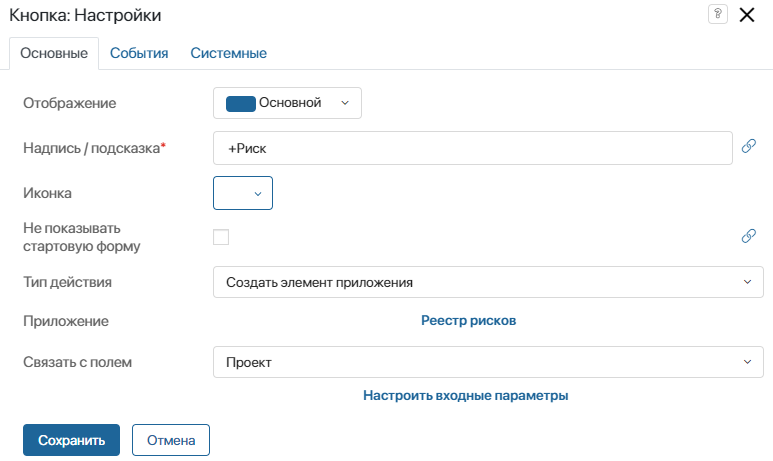 Кнопка: Настройки
?
Основные События Системные
Отображение Основной
Надпись / подсказка* +Риск
Иконка
Не показывать
стартовую форму
Тип действия Создать элемент приложения
Приложение Реестр рисков
Связать с полем Проект
Настроить входные параметры
Сохранить Отмена